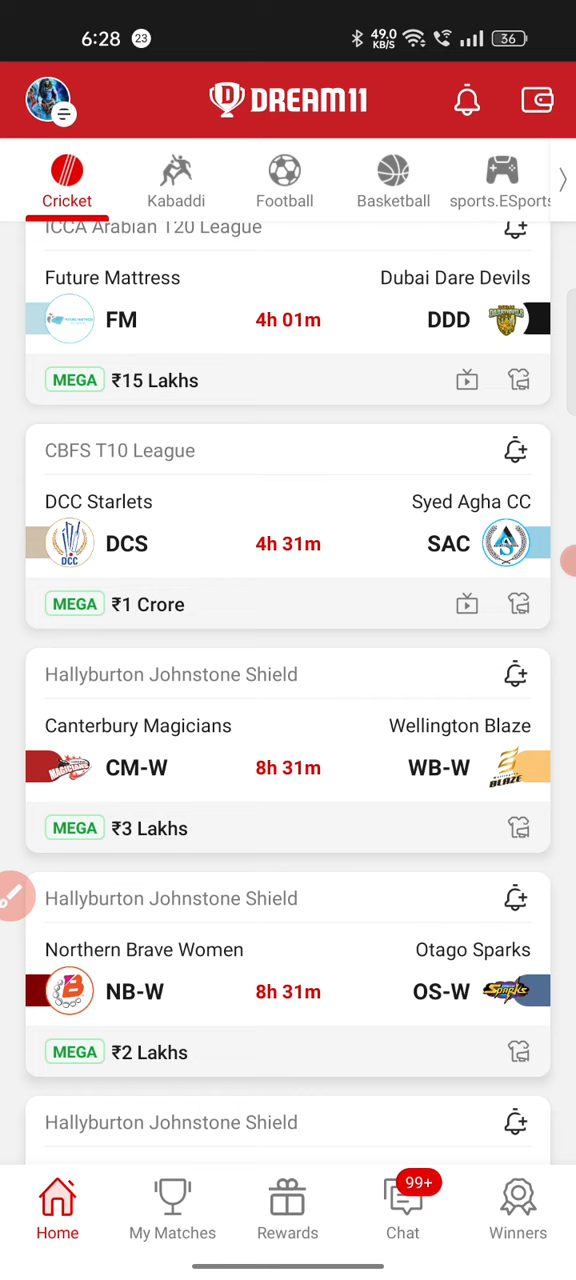 6:28 23 49.0 KB/S 36
DREAM11
Cricket Kabaddi Football Basketball sports.ESports
ICCA Arabian T20 League
Future Mattress Dubai Dare Devils
FM 4h 01m DDD
MEGA ₹15 Lakhs
CBFS T10 League
DCC Starlets Syed Agha CC
DCS 4h 31m SAC
DCC
MEGA ₹1 Crore
Hallyburton Johnstone Shield
Canterbury Magicians Wellington Blaze
MAGICIANS CM-W 8h 31m WB-W BLAZE
MEGA ₹3 Lakhs
Hallyburton Johnstone Shield
Northern Brave Women Otago Sparks
B NB-W 8h 31m OS-W Sparks
MEGA ₹2 Lakhs
Hallyburton Johnstone Shield
99+
Home My Matches Rewards Chat Winners